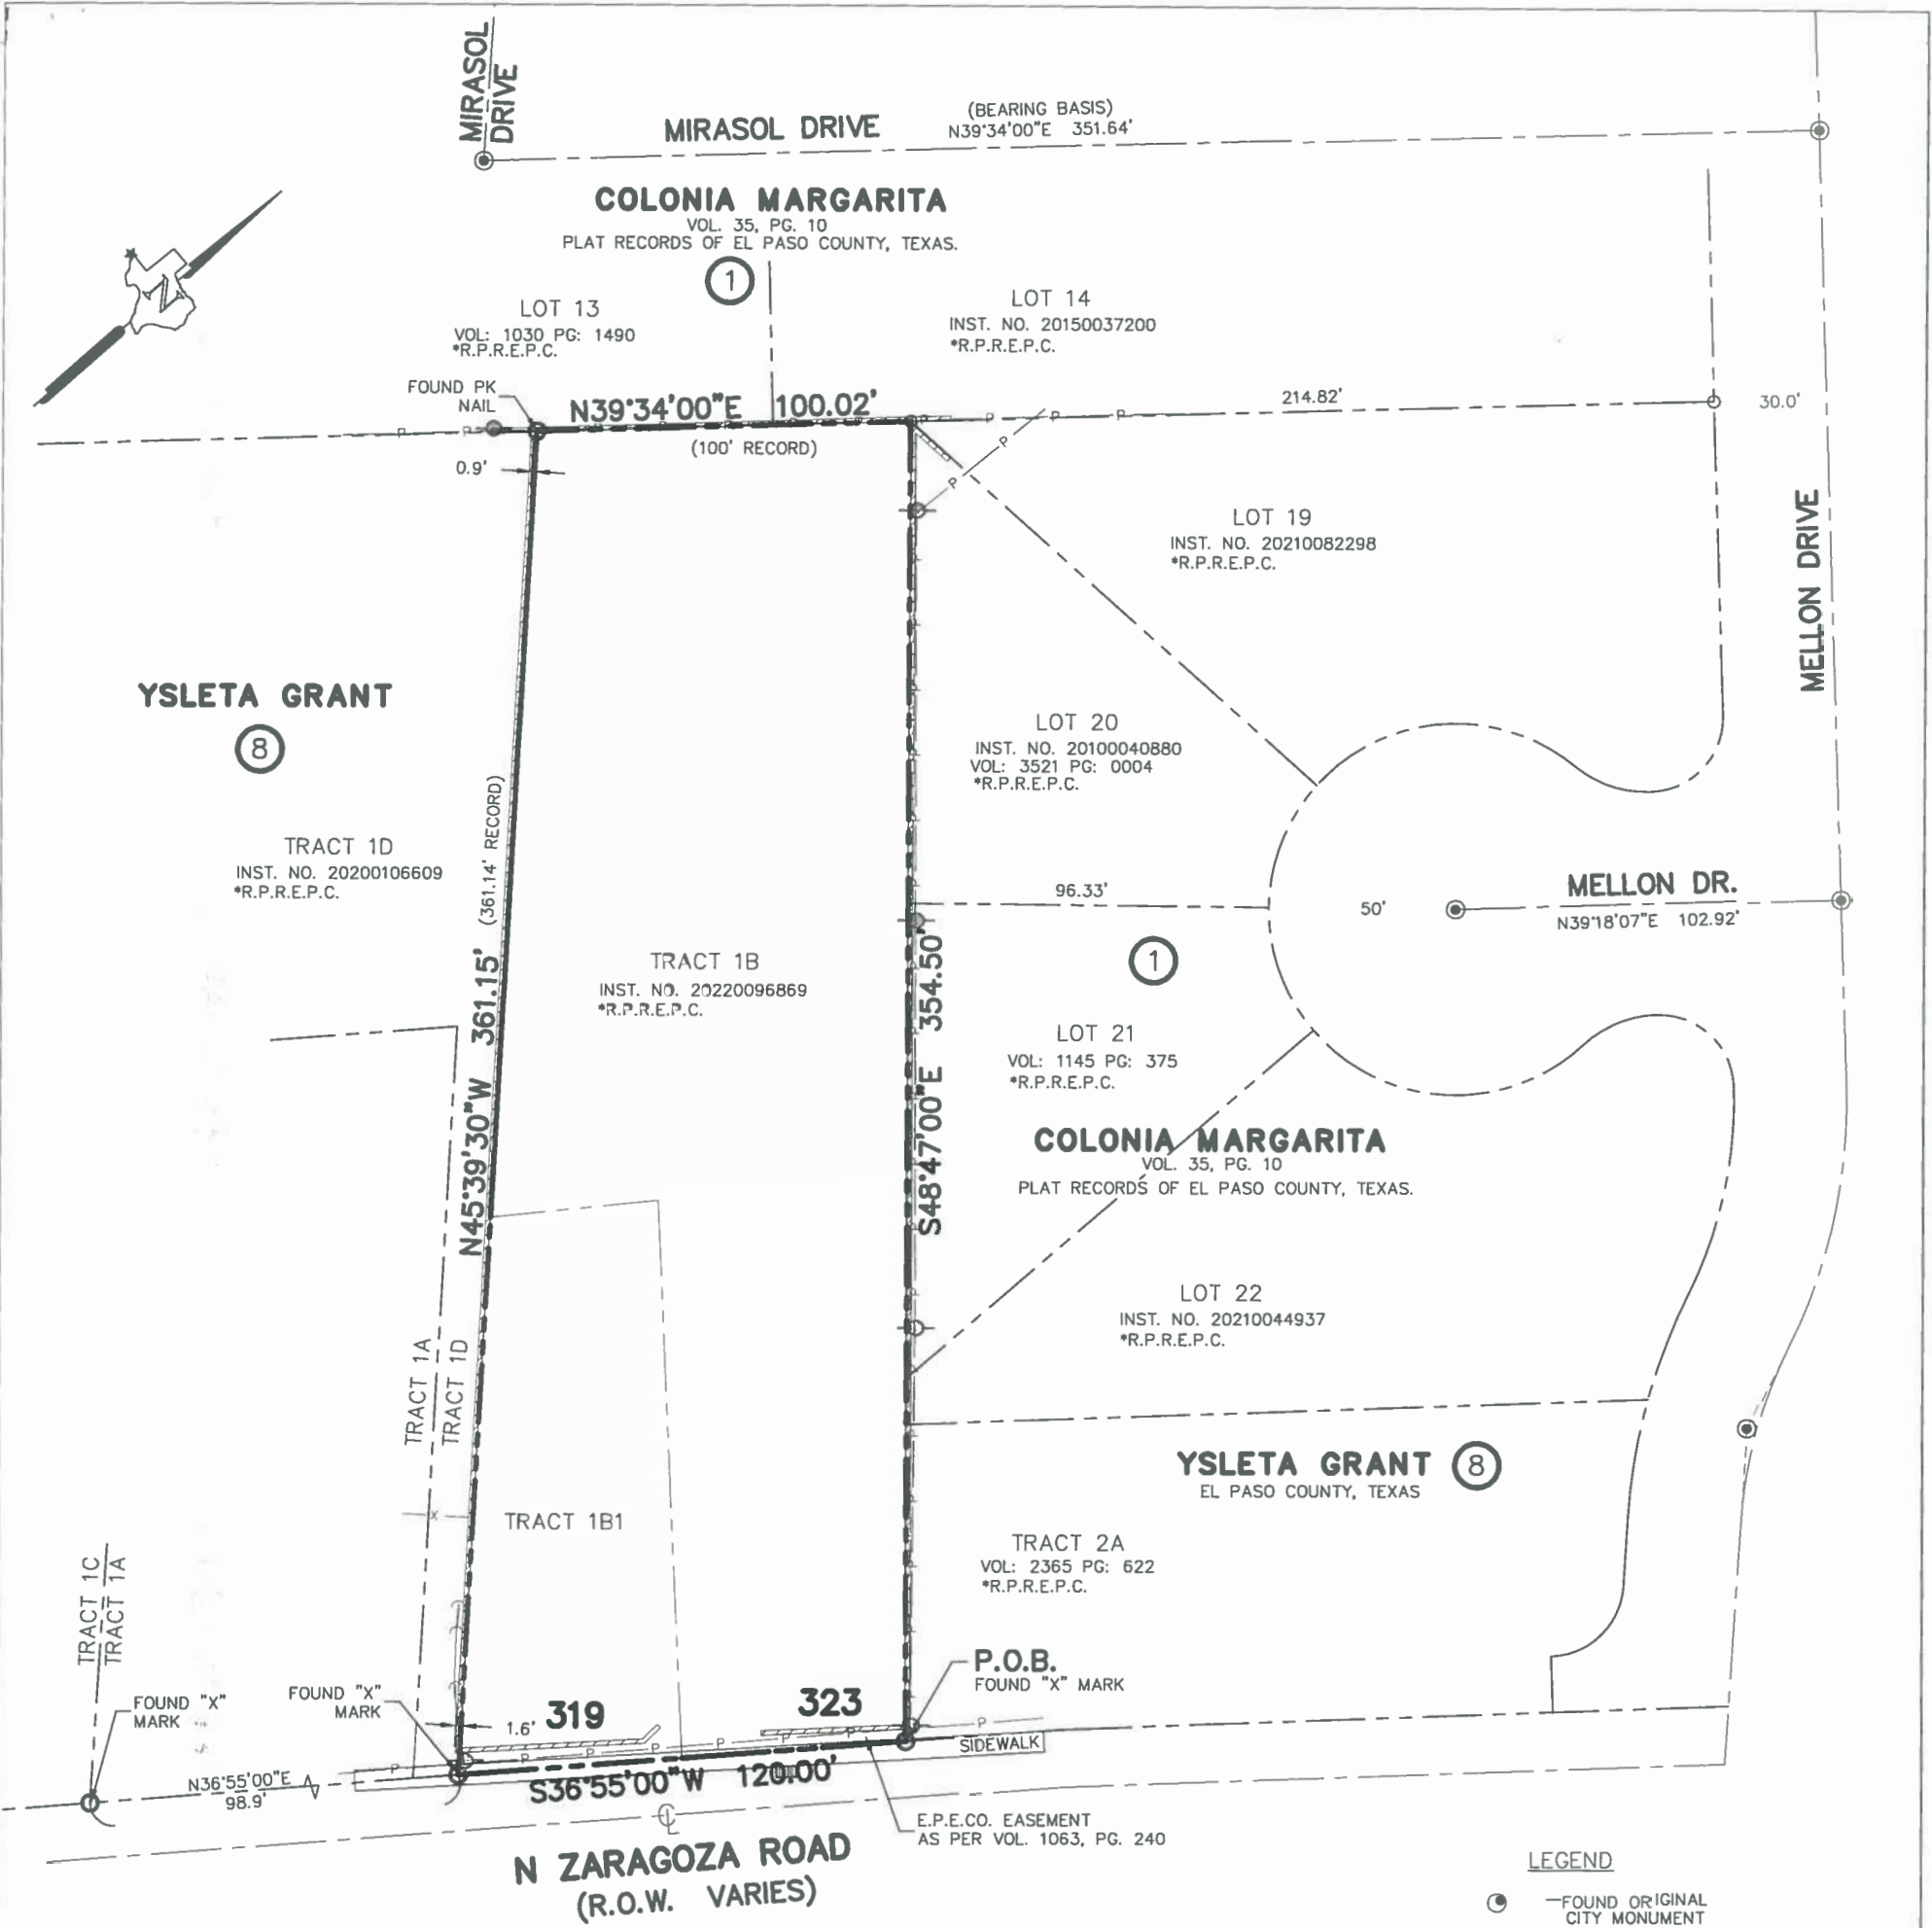 MIRASOL
DRIVE
MIRASOL DRIVE
(BEARING BASIS)
N39°34'00"E 351.64'
COLONIA MARGARITA
VOL. 35, PG. 10
PLAT RECORDS OF EL PASO COUNTY, TEXAS.
1
N
LOT 13
VOL: 1030 PG: 1490
*R.P.R.E.P.C.
LOT 14
INST. NO. 20150037200
*R.P.R.E.P.C.
FOUND PK
NAIL
N39°34'00"E 100.02'
(100' RECORD)
214.82'
30.0'
0.9'
P P P P P P P
LOT 19
INST. NO. 20210082298
*R.P.R.E.P.C.
MELLON DRIVE
YSLETA GRANT
8
LOT 20
INST. NO. 20100040880
VOL: 3521 PG: 0004
*R.P.R.E.P.C.
TRACT 1D
INST. NO. 20200106609
*R.P.R.E.P.C.
N45°39'30"W 361.15' (361.14' RECORD)
96.33'
50'
MELLON DR.
N39°18'07"E 102.92'
TRACT 1B
INST. NO. 20220096869
*R.P.R.E.P.C.
S48°47'00"E 354.50'
1
LOT 21
VOL: 1145 PG: 375
*R.P.R.E.P.C.
COLONIA MARGARITA
VOL. 35, PG. 10
PLAT RECORDS OF EL PASO COUNTY, TEXAS.
LOT 22
INST. NO. 20210044937
*R.P.R.E.P.C.
TRACT 1A
TRACT 1D
YSLETA GRANT 8
EL PASO COUNTY, TEXAS
X
TRACT 1B1
TRACT 2A
VOL: 2365 PG: 622
*R.P.R.E.P.C.
TRACT 1C
TRACT 1A
P.O.B.
FOUND "X" MARK
FOUND "X"
MARK
FOUND "X"
MARK
1.6'
319
323
P P P P P P P P
SIDEWALK
N36°55'00"E
98.9'
S36°55'00"W 120.00'
CL
E.P.E.CO. EASEMENT
AS PER VOL. 1063, PG. 240
N ZARAGOZA ROAD
(R.O.W. VARIES)
LEGEND
—FOUND ORIGINAL
CITY MONUMENT